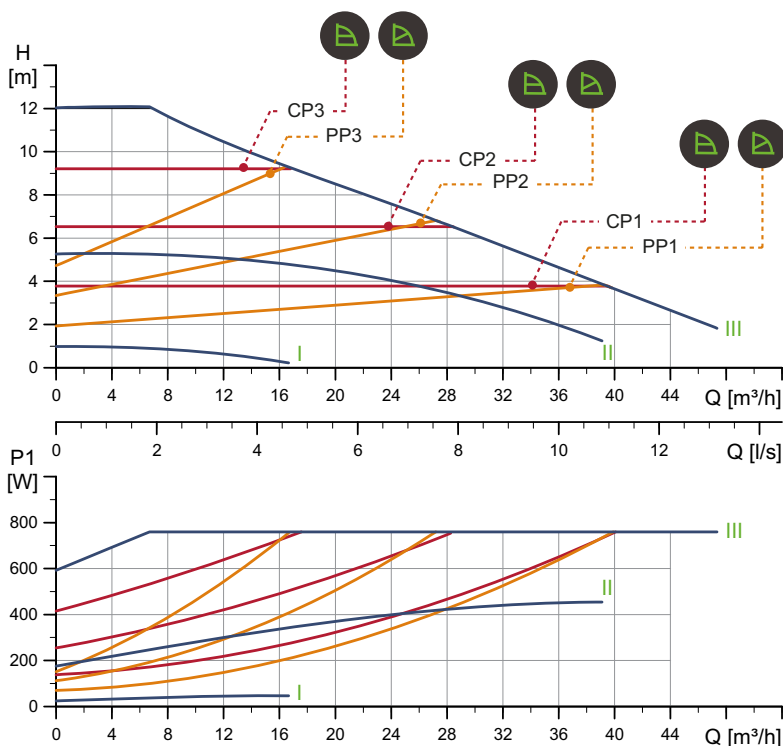 H
[m]
CP3
PP3
CP2
PP2
CP1
PP1
12
10
8
6
4
2
0
I
II
III
0 4 8 12 16 20 24 28 32 36 40 44 Q [m³/h]
0 2 4 6 8 10 12 Q [l/s]
P1
[W]
800
600
400
200
0
III
II
I
0 4 8 12 16 20 24 28 32 36 40 44 Q [m³/h]